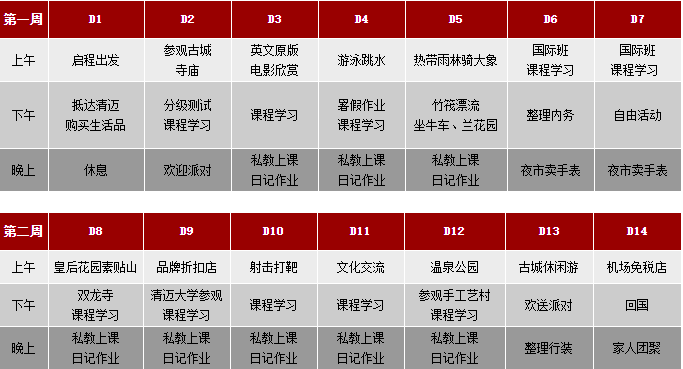 第一周 D1 D2 D3 D4 D5 D6 D7
上午 启程出发 参观古城 寺庙 英文原版 电影欣赏 游泳跳水 热带雨林骑大象 国际班 课程学习 国际班 课程学习
下午 抵达清迈 购买生活品 分级测试 课程学习 课程学习 暑假作业 课程学习 竹筏漂流 坐牛车、兰花园 整理内务 自由活动
晚上 休息 欢迎派对 私教上课 日记作业 私教上课 日记作业 私教上课 日记作业 夜市卖手表 夜市卖手表
第二周 D8 D9 D10 D11 D12 D13 D14
上午 皇后花园素贴山 品牌折扣店 射击打靶 文化交流 温泉公园 古城休闲游 机场免税店
下午 双龙寺 课程学习 清迈大学参观 课程学习 课程学习 课程学习 参观手工艺村 课程学习 欢送派对 回国
晚上 私教上课 日记作业 私教上课 日记作业 私教上课 日记作业 私教上课 日记作业 私教上课 日记作业 整理行装 家人团聚